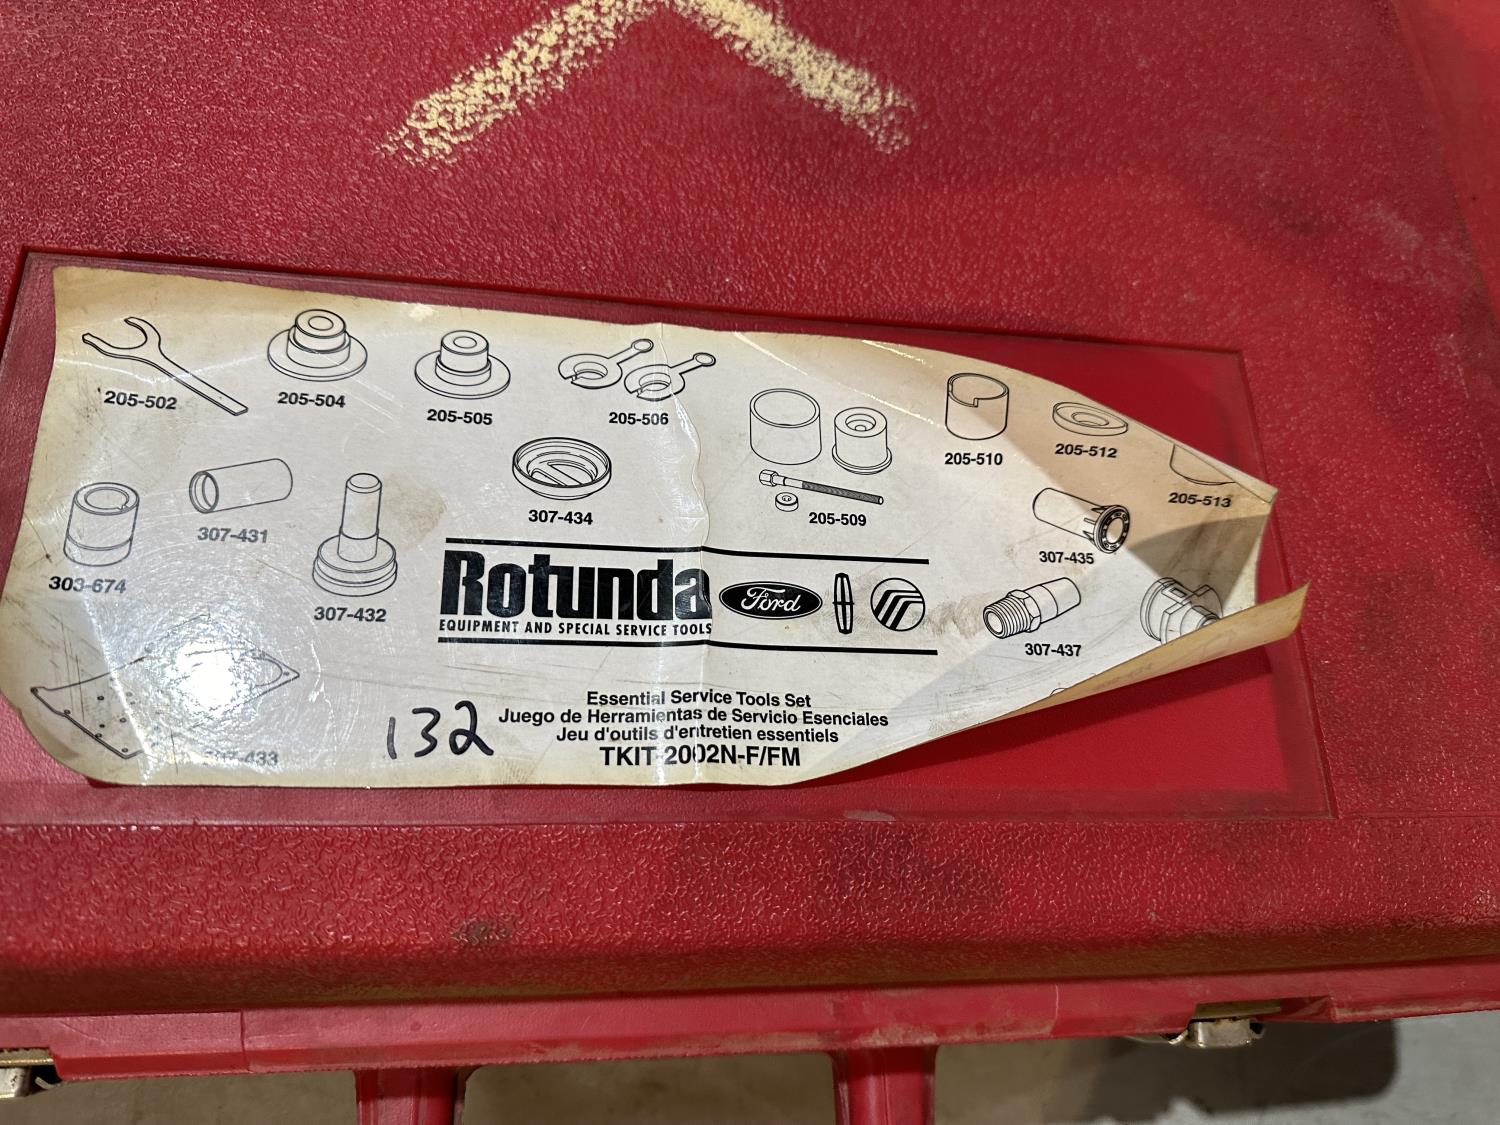 205-502
205-504
205-505
205-506
205-510
205-512
205-513
303-674
307-431
307-432
307-434
205-509
307-435
307-437
Rotunda
EQUIPMENT AND SPECIAL SERVICE TOOLS
Ford
132
Essential Service Tools Set
Juego de Herramientas de Servicio Esenciales
Jeu d'outils d'entretien essentiels
TKIT-2002N-F/FM
307-433